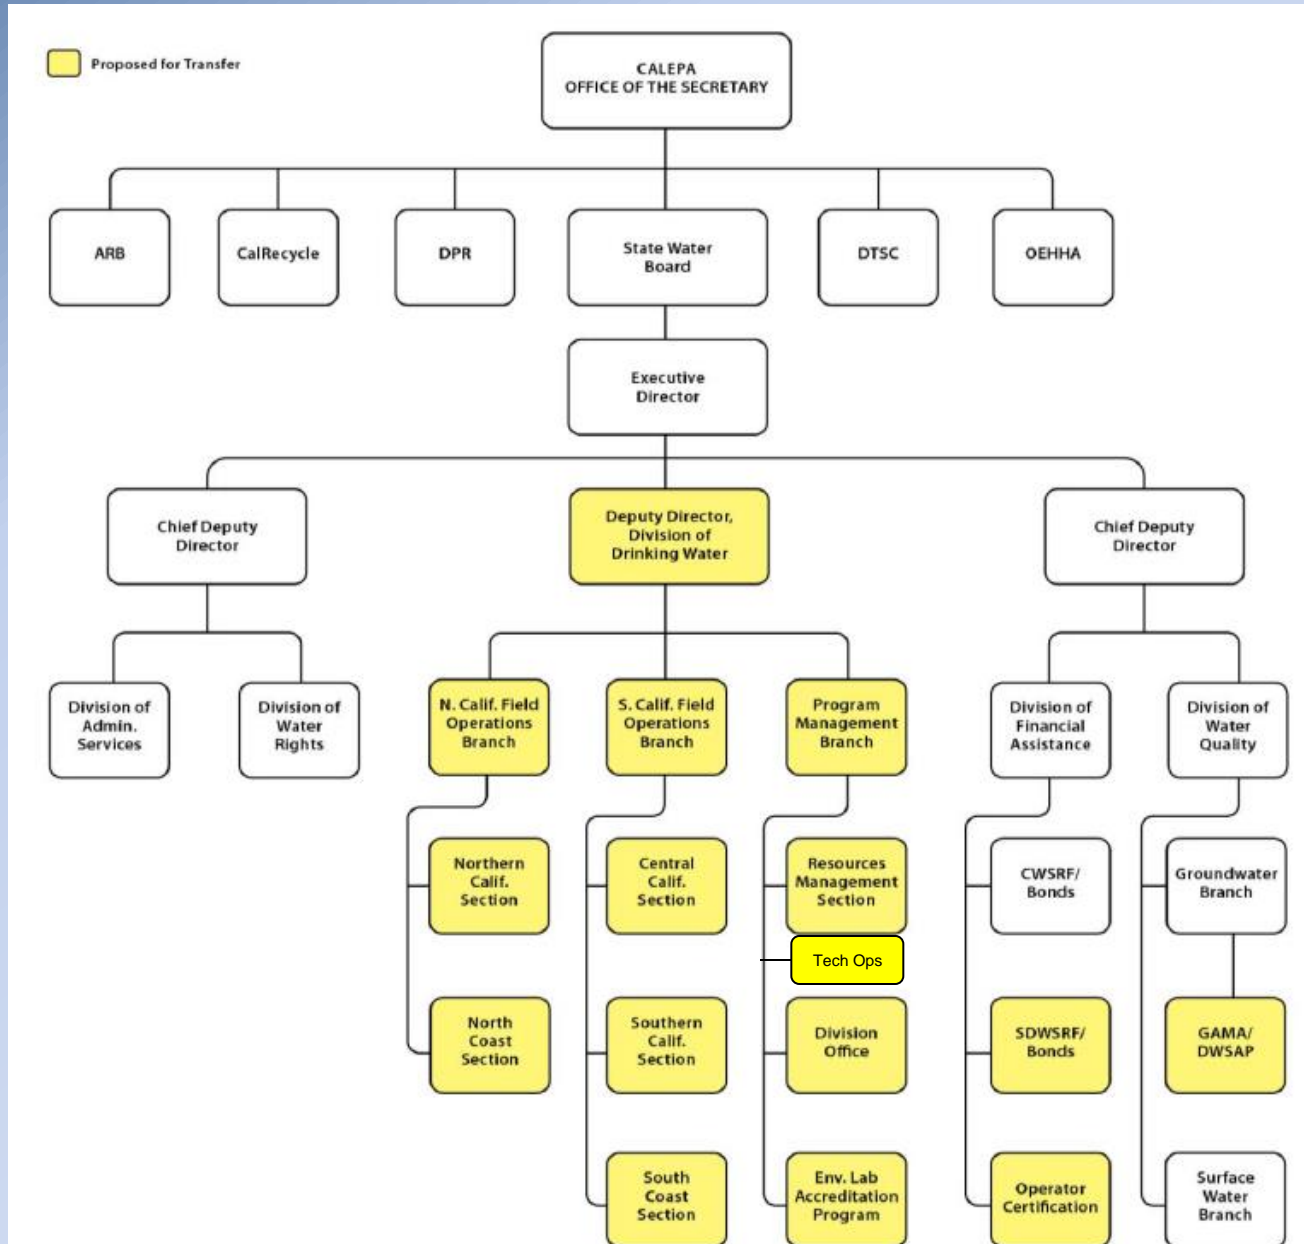 Proposed for Transfer
CALEPA
OFFICE OF THE SECRETARY
ARB
CalRecycle
DPR
State Water
Board
DTSC
OEHHA
Executive
Director
Chief Deputy
Director
Deputy Director,
Division of
Drinking Water
Chief Deputy
Director
Division of
Admin.
Services
Division of
Water
Rights
N. Calif. Field
Operations
Branch
S. Calif. Field
Operations
Branch
Program
Management
Branch
Division of
Financial
Assistance
Division of
Water
Quality
Northern
Calif.
Section
Central
Calif.
Section
Resources
Management
Section
CWSRF/
Bonds
Groundwater
Branch
Tech Ops
North
Coast
Section
Southern
Calif.
Section
Division
Office
SDWSRF/
Bonds
GAMA/
DWSAP
South
Coast
Section
Env. Lab
Accreditation
Program
Operator
Certification
Surface
Water
Branch